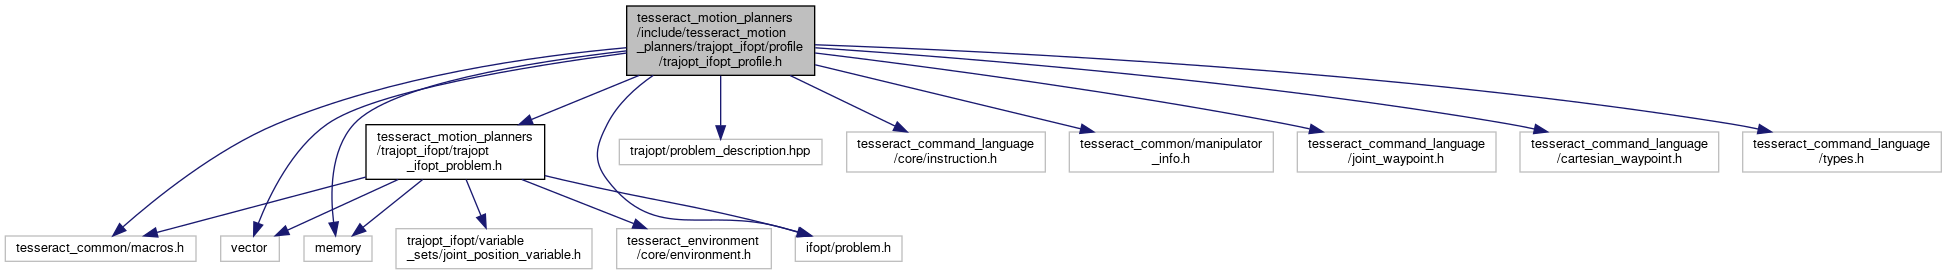 tesseract_motion_planners
/include/tesseract_motion
_planners/trajopt_ifopt/profile
/trajopt_ifopt_profile.h
tesseract_motion_planners
/trajopt_ifopt/trajopt
_ifopt_problem.h
trajopt/problem_description.hpp
tesseract_command_language
/core/instruction.h
tesseract_common/manipulator
_info.h
tesseract_command_language
/joint_waypoint.h
tesseract_command_language
/cartesian_waypoint.h
tesseract_command_language
/types.h
tesseract_common/macros.h
vector
memory
trajopt_ifopt/variable
_sets/joint_position_variable.h
tesseract_environment
/core/environment.h
ifopt/problem.h